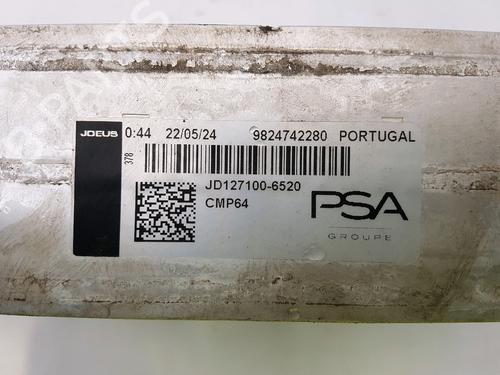 JDEUS
0:44 22/05/24 9824742280 PORTUGAL
378
JD127100-6520
CMP64
PSA
GROUPE